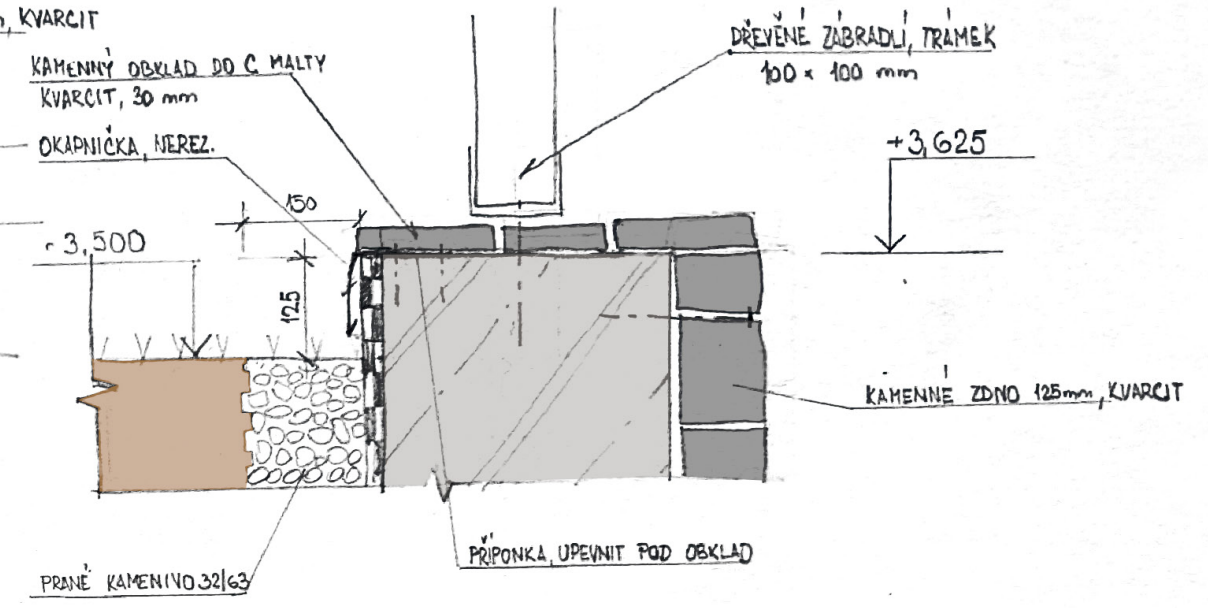 , KVARCIT
KAMENNÝ OBKLAD DO C MALTY
KVARCIT, 30 mm
OKAPNIČKA, NEREZ.
DŘEVĚNÉ ZÁBRADLÍ, TRÁMEK
100 x 100 mm
+3,625
150
3,500
125
KAMENNÉ ZDNO 125mm, KVARCIT
PŘÍPONKA, UPEVNIT POD OBKLAD
PRANÉ KAMENIVO 32/63